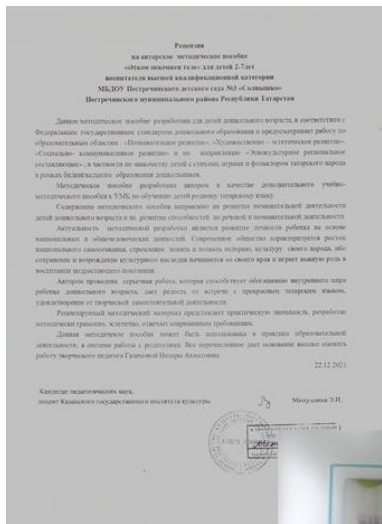 Рецензия
на авторское методическое пособие
для детей 2-7лет
воспитателя высшей квалификационной категории
МБДОУ Пестречинского детского сада №3 «Солнышко»
Пестречинского муниципального района Республики Татарстан
Данное методическое пособие разработано для детей дошкольного возраста, в соответствии с
Федеральным государственным стандартом дошкольного образования и предусматривает работу по
образовательным областям : «Познавательное развитие», «Художественно - эстетическое развитие»,
«Социально- коммуникативное развитие» и по направлению «Этнокультурное региональное
составляющее» , в частности по знакомству детей с стихами, играми и фольклором татарского народа
в рамках билингвального образования дошкольников.
Методическое пособие разработано автором в качестве дополнительного учебно-
методического пособия к УМК по обучению детей родному татарскому языку.
Содержание методического пособия направлено на развитие познавательной деятельности
детей дошкольного возраста и на развитие способностей по речевой и познавательной деятельности.
Актуальность методической разработки является развитие личности ребенка на основе
национальных и общечеловеческих ценностей. Современное общество характеризуется ростом
национального самосознания, стремление понять и познать историю, культуру своего народа, ибо
сохранение и возрождение культурного наследия начинается со своего края и играет важную роль в
воспитании подрастающего поколения.
Автором проведена серьезная работа, которая способствует обогащению внутреннего мира
ребенка дошкольного возраста, дает радость от встречи с прекрасным татарским языком,
удовлетворение от творческой самостоятельной деятельности.
Рецензируемый методический материал представляет практическую значимость, разработан
методически грамотно, эстетично, отвечает современным требованиям.
Данная методическое пособие может быть использована в практике образовательной
деятельности, в системе работы с родителями. Все перечисленное дает основание высоко оценить
работу творческого педагога Газизовой Назиры Ахматовны.
22.12.2021
Кандидат педагогических наук,
доцент Казанского государственного института культуры
Э.И.